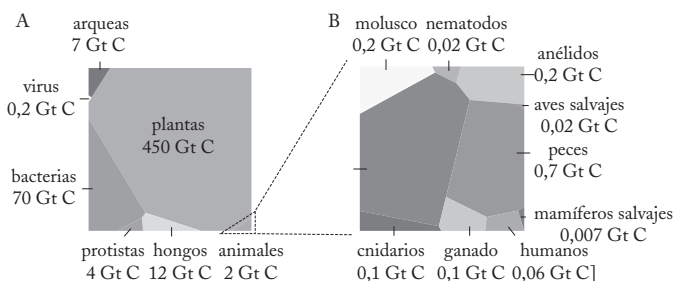 A
arqueas
7 Gt C
virus
0,2 Gt C
plantas
450 Gt C
bacterias
70 Gt C
protistas
4 Gt C
hongos
12 Gt C
animales
2 Gt C
B
molusco
0,2 Gt C
nematodos
0,02 Gt C
anélidos
0,2 Gt C
aves salvajes
0,02 Gt C
peces
0,7 Gt C
mamíferos salvajes
0,007 Gt C
cnidarios
0,1 Gt C
ganado
0,1 Gt C
humanos
0,06 Gt C]